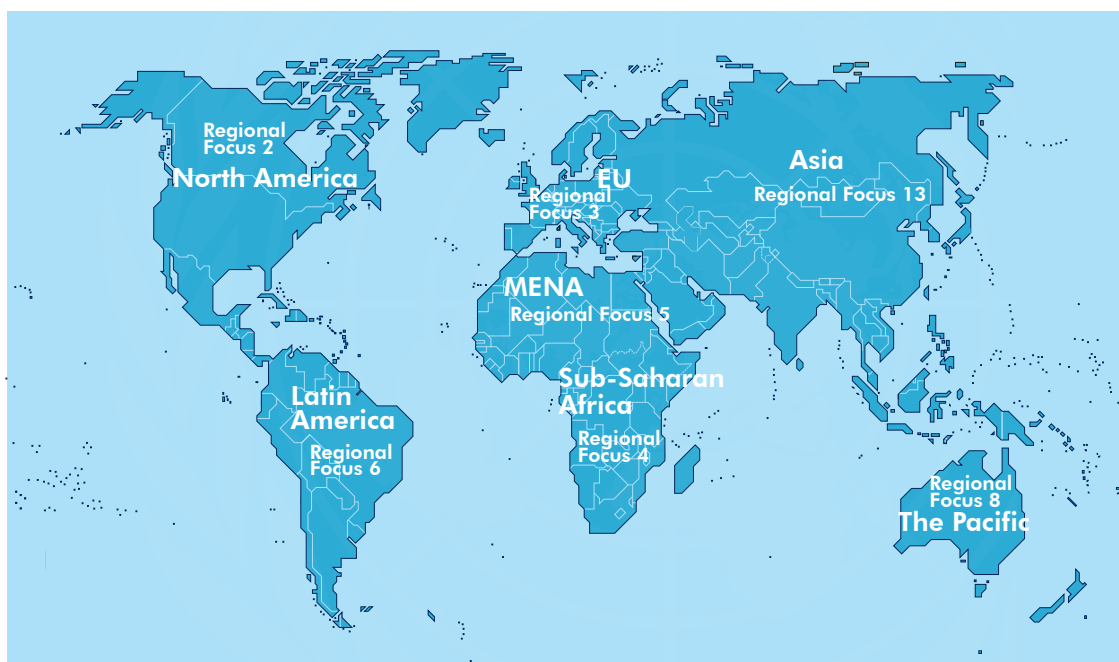 Regional
Focus 2
North America
EU
Regional
Focus 3
Asia
Regional Focus 13
MENA
Regional Focus 5
Sub-Saharan
Africa
Regional
Focus 4
Latin
America
Regional
Focus 6
Regional
Focus 8
The Pacific